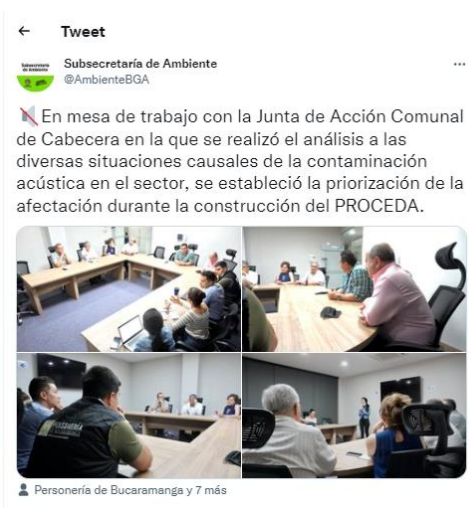 ← Tweet
Subsecretaría de Ambiente
@AmbienteBGA
En mesa de trabajo con la Junta de Acción Comunal
de Cabecera en la que se realizó el análisis a las
diversas situaciones causales de la contaminación
acústica en el sector, se estableció la priorización de la
afectación durante la construcción del PROCEDA.
Personería de Bucaramanga y 7 más